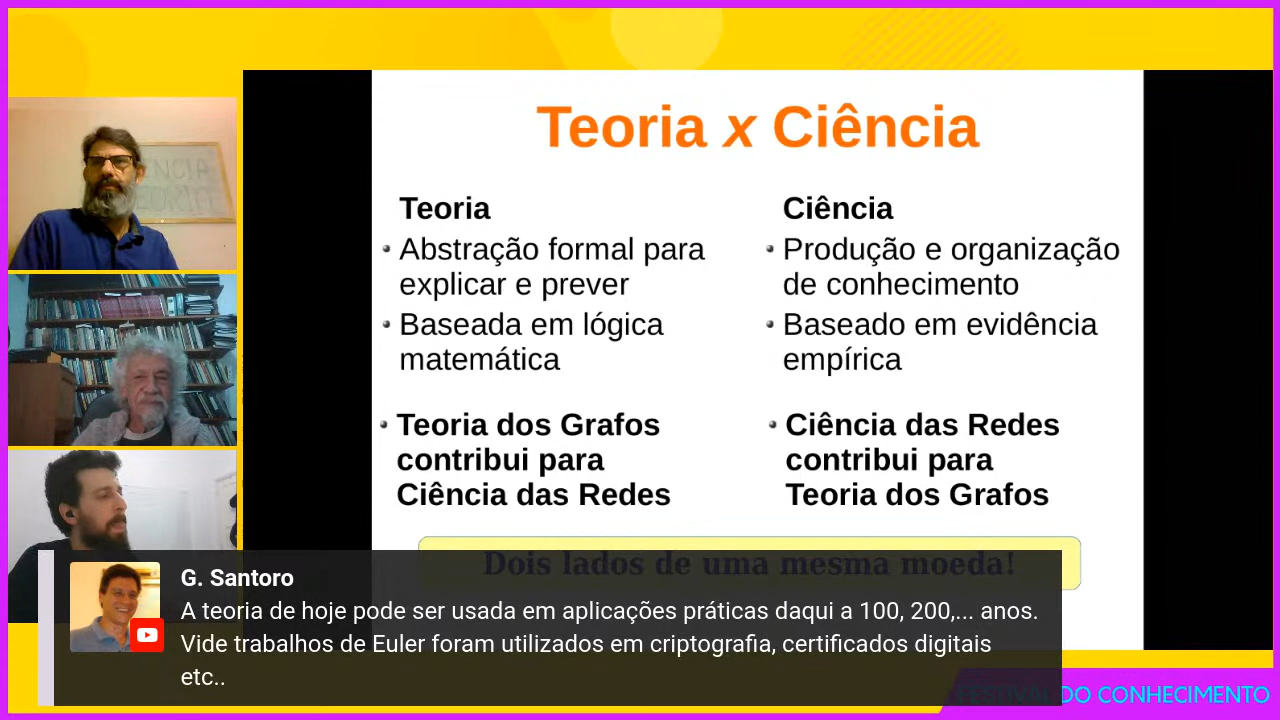 Teoria x Ciência
Teoria
Abstração formal para
explicar e prever
Baseada em lógica
matemática
Teoria dos Grafos
contribui para
Ciência das Redes
Ciência
Produção e organização
de conhecimento
Baseado em evidência
empírica
Ciência das Redes
contribui para
Teoria dos Grafos
Dois lados de uma mesma moeda!
G. Santoro
A teoria de hoje pode ser usada em aplicações práticas daqui a 100, 200,... anos.
Vide trabalhos de Euler foram utilizados em criptografia, certificados digitais
etc..
FESTIVAL DO CONHECIMENTO